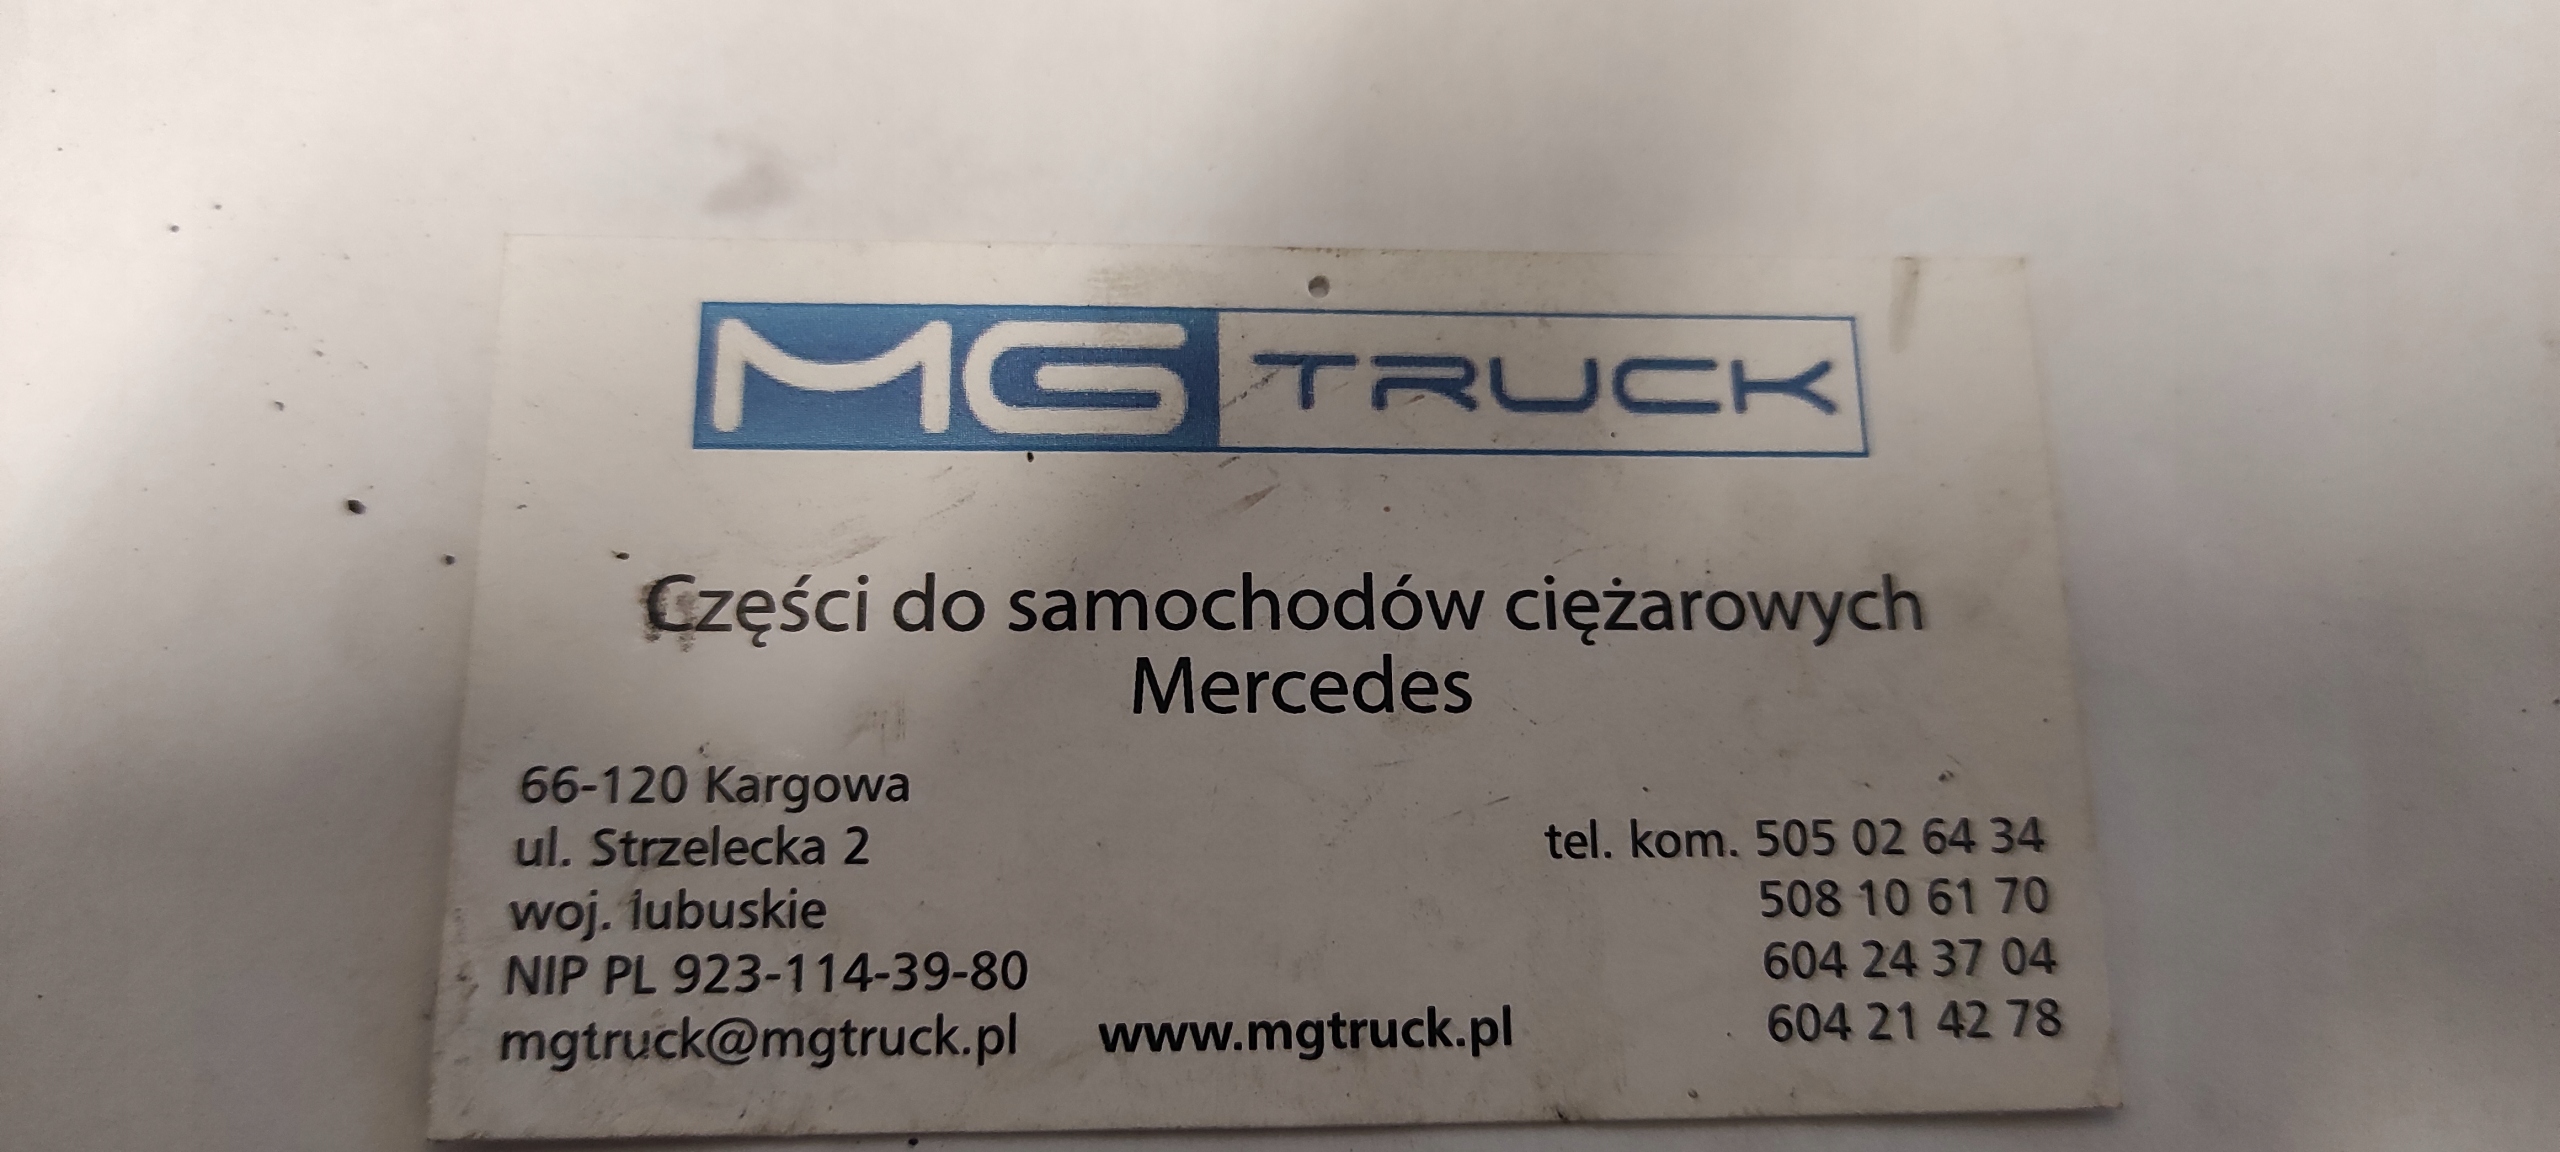 MG TRUCK
Części do samochodów ciężarowych
Mercedes
66-120 Kargowa
ul. Strzelecka 2
woj. lubuskie
NIP PL 923-114-39-80
mgtruck@mgtruck.pl
www.mgtruck.pl
tel. kom. 505 02 64 34
508 10 61 70
604 24 37 04
604 21 42 78